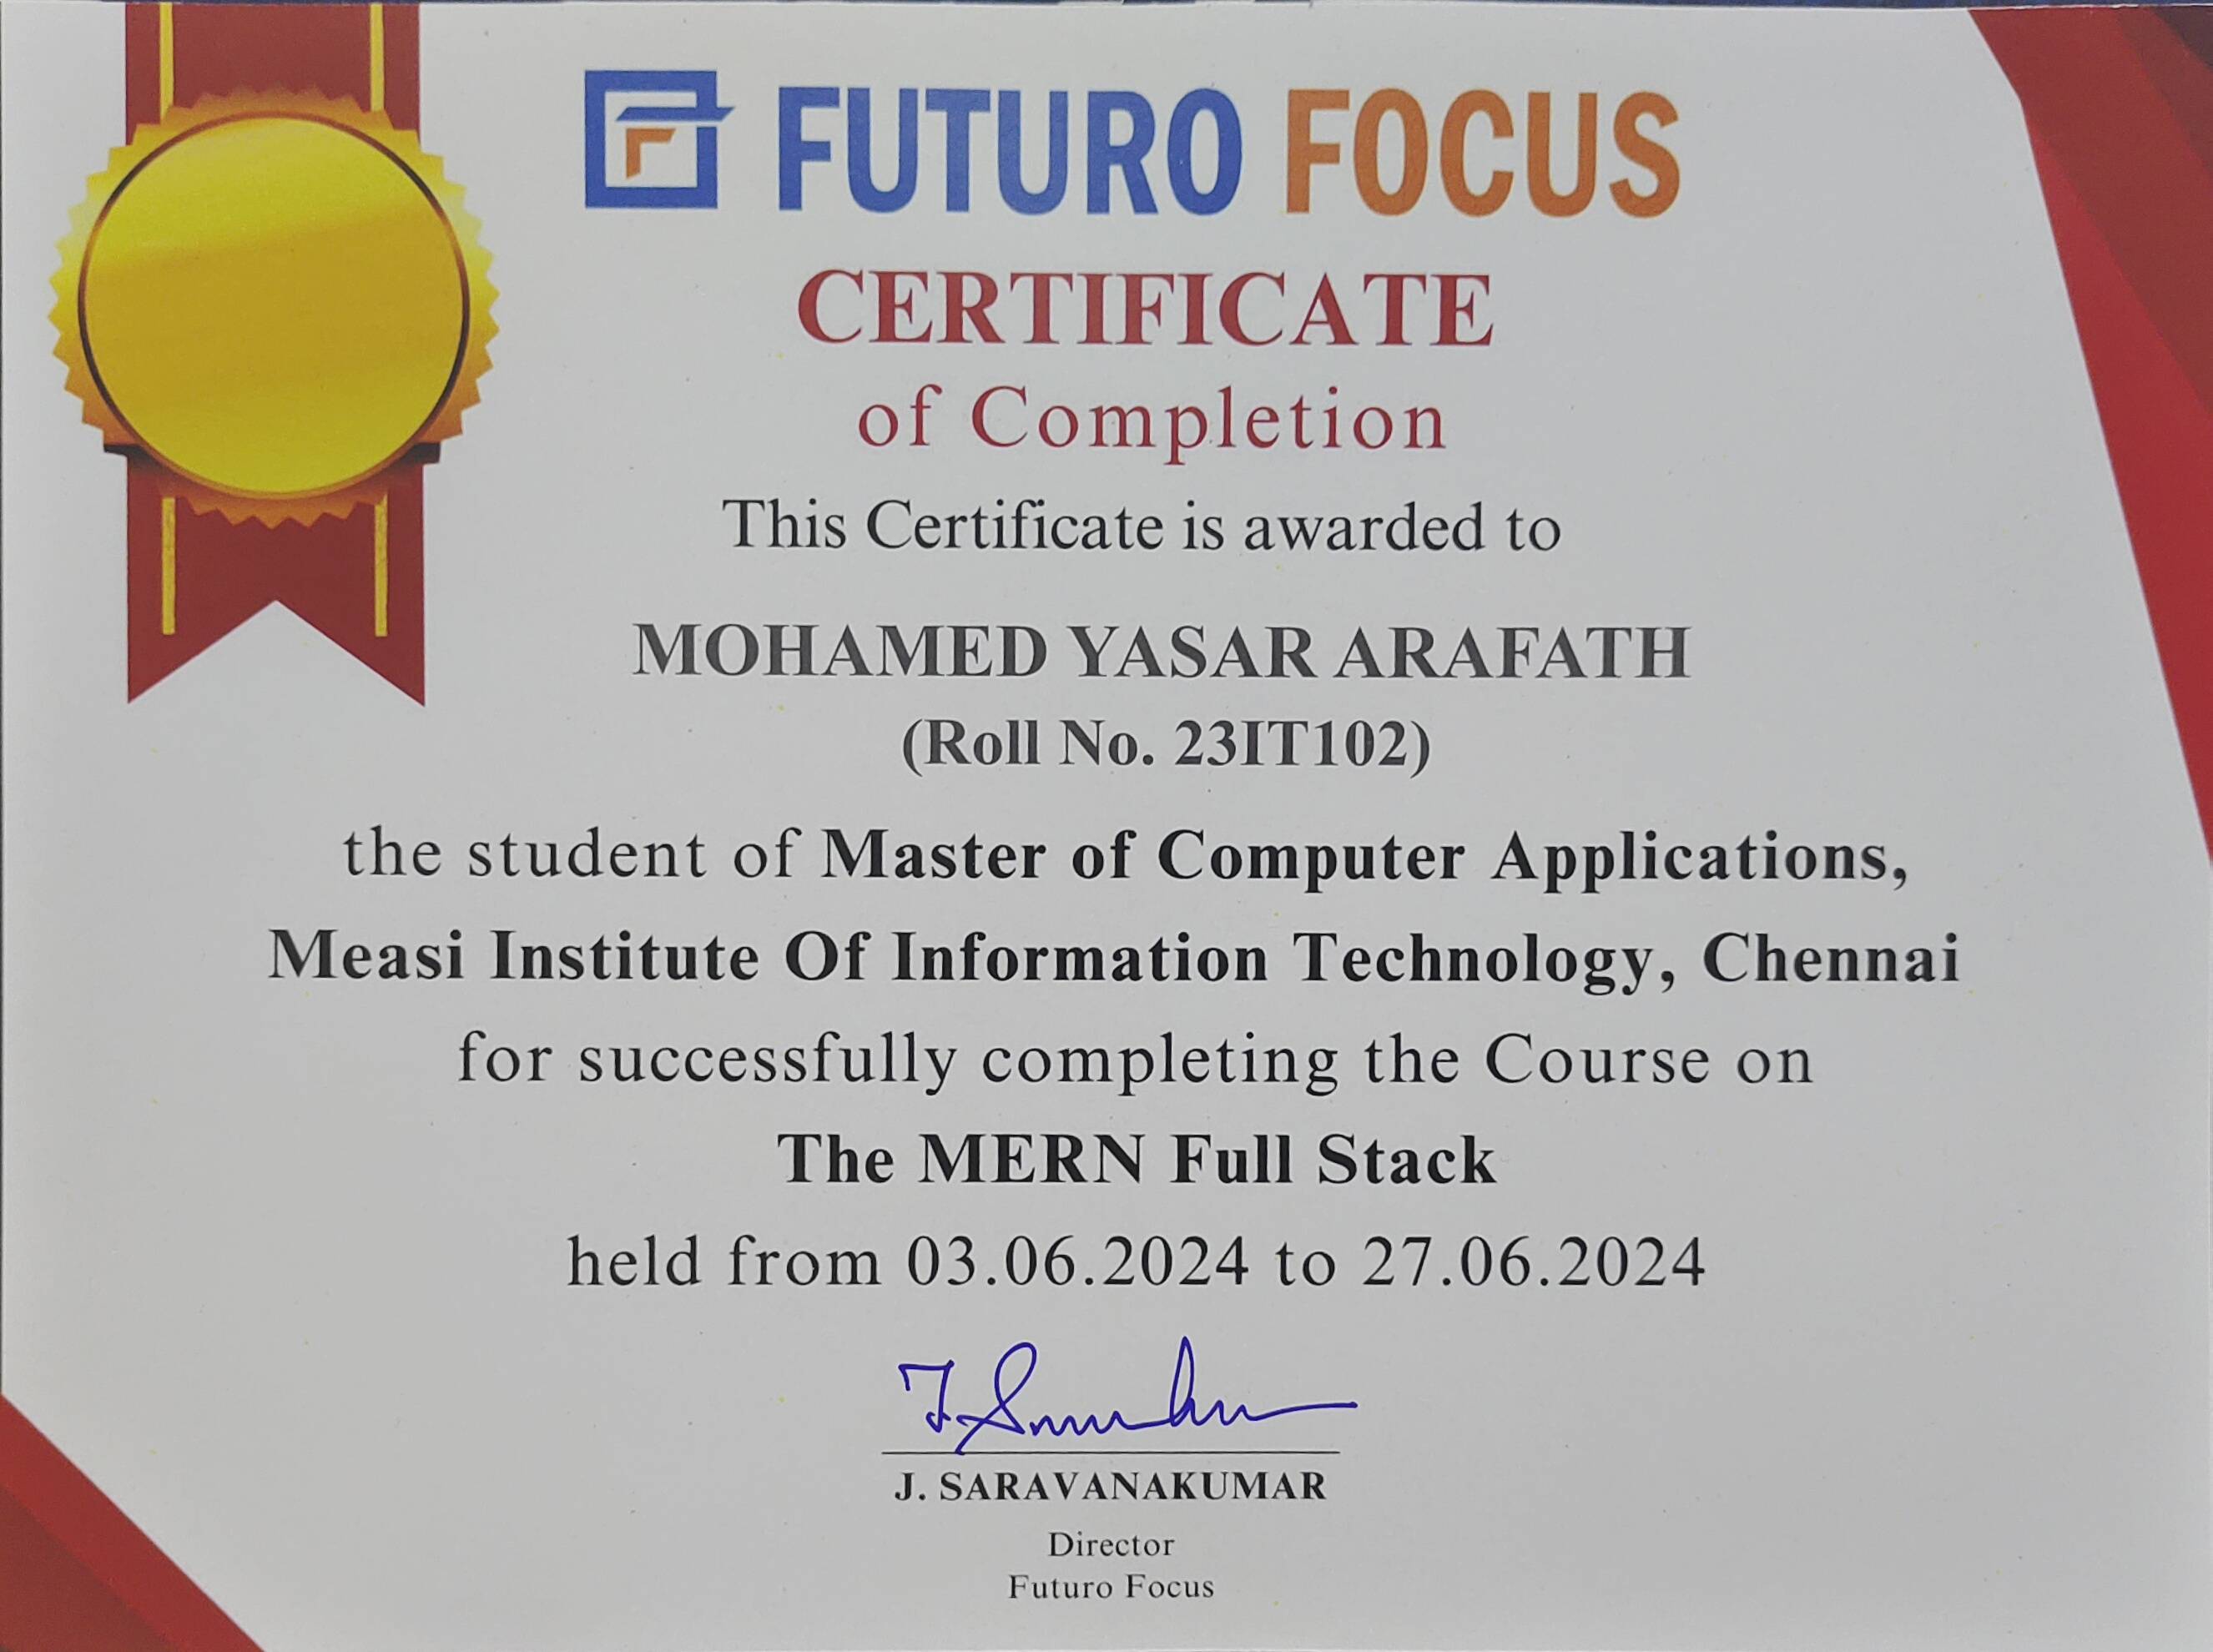 FUTURO FOCUS
CERTIFICATE
of Completion
This Certificate is awarded to
MOHAMED YASAR ARAFATH
(Roll No. 23IT102)
the student of Master of Computer Applications,
Measi Institute Of Information Technology, Chennai
for successfully completing the Course on
The MERN Full Stack
held from 03.06.2024 to 27.06.2024
J. SARAVANAKUMAR
Director
Futuro Focus